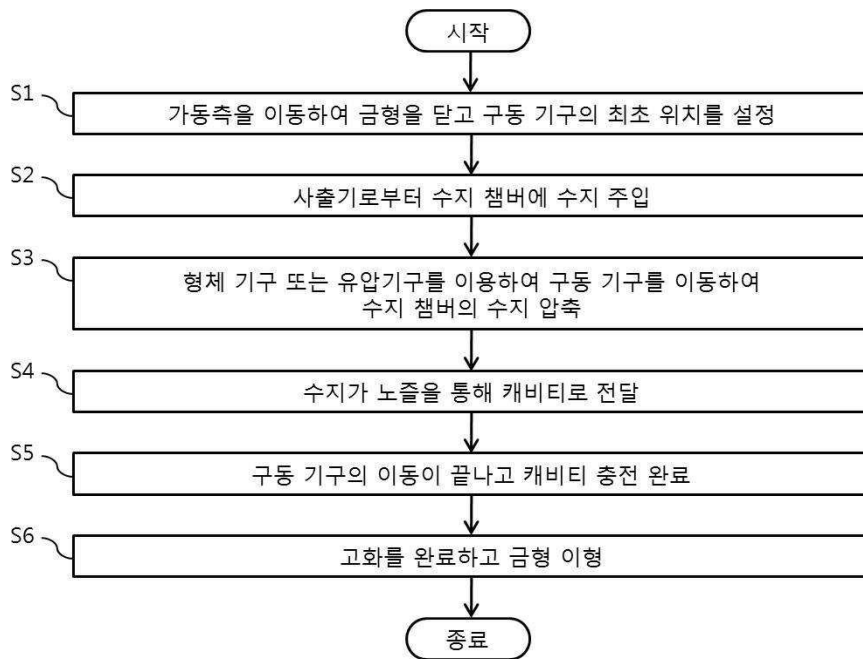 시작
S1
가동측을 이동하여 금형을 닫고 구동 기구의 최초 위치를 설정
S2
사출기로부터 수지 챔버에 수지 주입
S3
형체 기구 또는 유압기구를 이용하여 구동 기구를 이동하여
수지 챔버의 수지 압축
S4
수지가 노즐을 통해 캐비티로 전달
S5
구동 기구의 이동이 끝나고 캐비티 충전 완료
S6
고화를 완료하고 금형 이형
종료